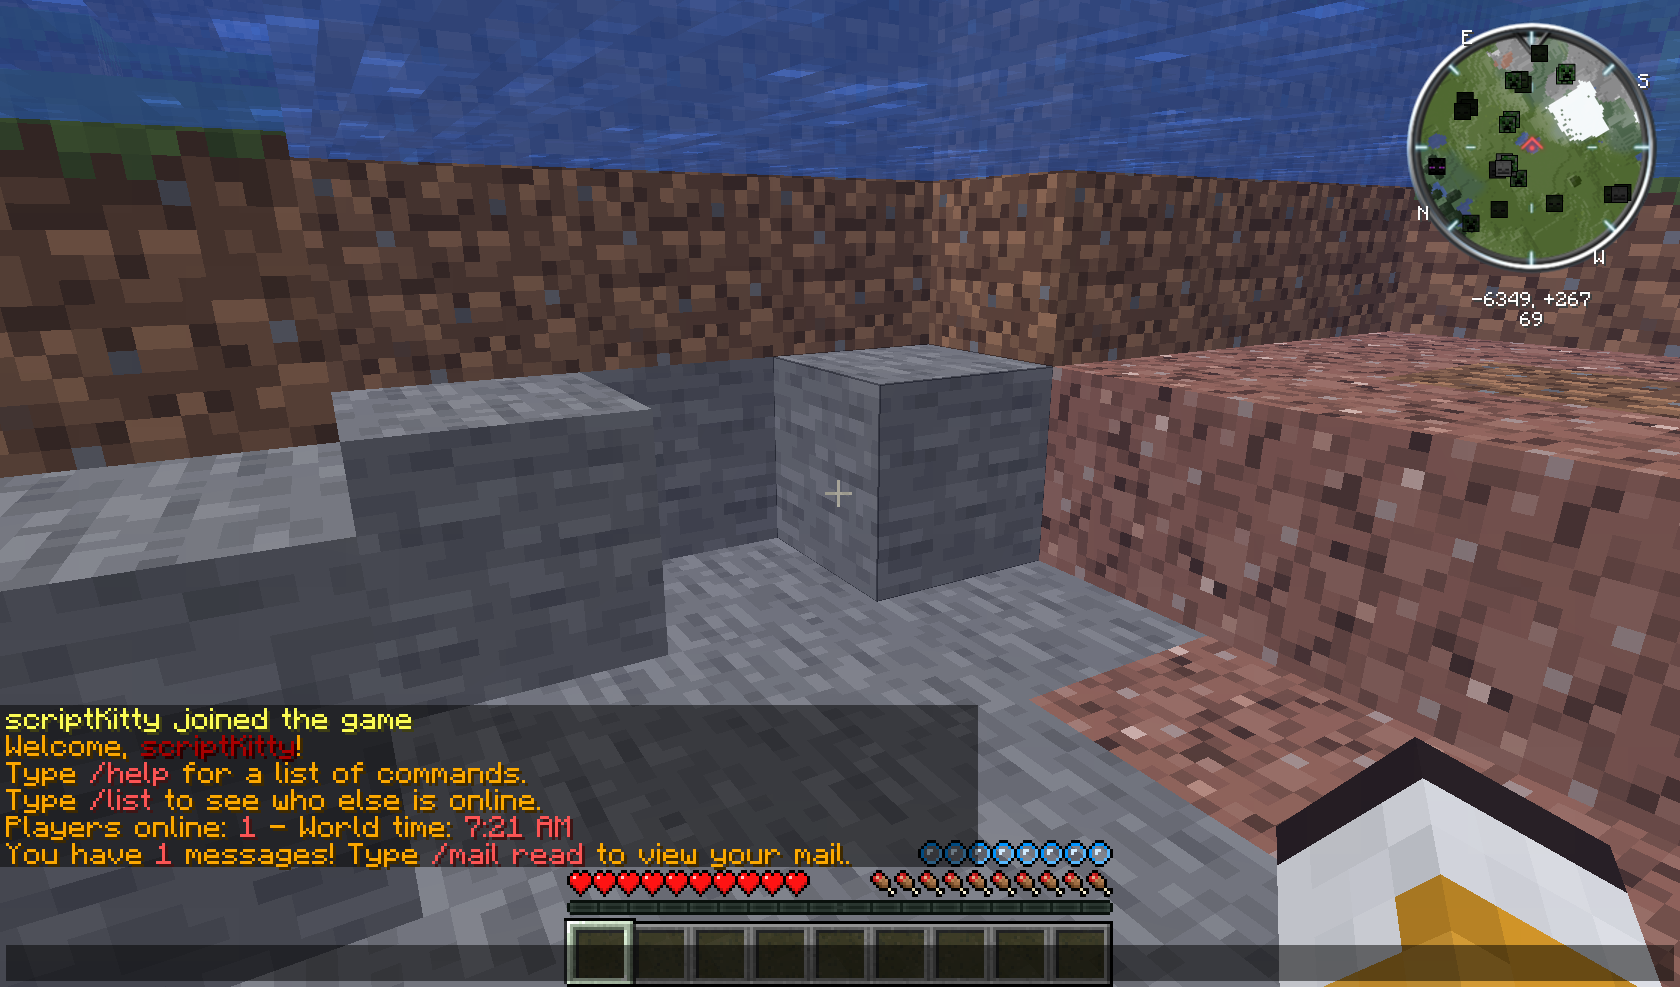 E
S
N
W
-6349, +267
69
scriptKitty joined the game
Welcome, scriptKitty!
Type /help for a list of commands.
Type /list to see who else is online.
Players online: 1 - World time: 7:21 AM
You have 1 messages! Type /mail read to view your mail.